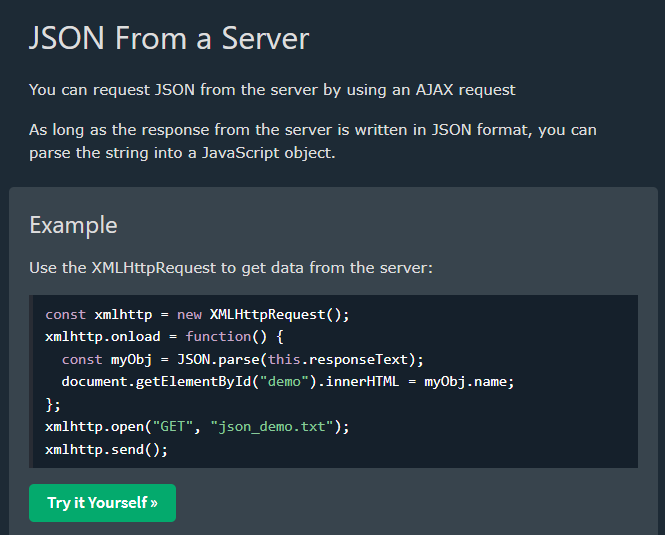 JSON From a Server
You can request JSON from the server by using an AJAX request
As long as the response from the server is written in JSON format, you can
parse the string into a JavaScript object.
Example
Use the XMLHttpRequest to get data from the server:
const xmlhttp = new XMLHttpRequest();
xmlhttp.onload = function() {
  const myObj = JSON.parse(this.responseText);
  document.getElementById("demo").innerHTML = myObj.name;
};
xmlhttp.open("GET", "json_demo.txt");
xmlhttp.send();
Try it Yourself »